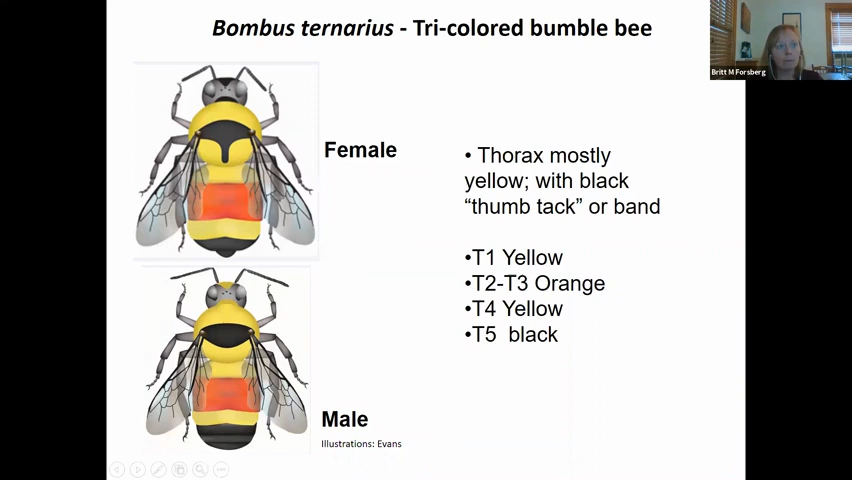 Bombus ternarius - Tri-colored bumble bee
Britt M Forsberg
Female
• Thorax mostly
yellow; with black
“thumb tack” or band
•T1 Yellow
•T2-T3 Orange
•T4 Yellow
•T5  black
Male
Illustrations: Evans